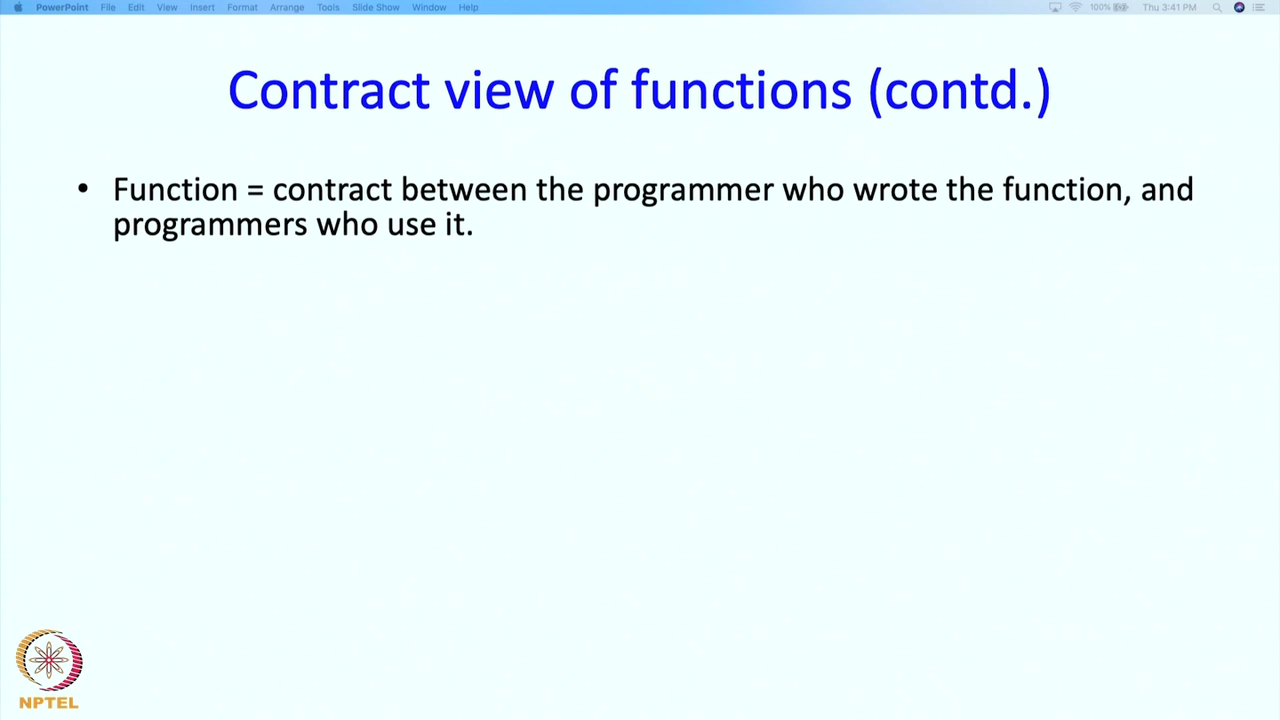 PowerPoint File Edit View Insert Format Arrange Tools Slide Show Window Help 100% Thu 3:41 PM
Contract view of functions (contd.)
• Function = contract between the programmer who wrote the function, and
programmers who use it.
NPTEL